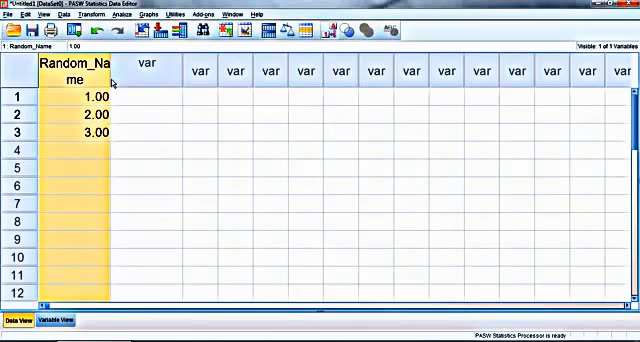 *Untitled1 [DataSet0] - PASW Statistics Data Editor
File Edit View Data Transform Analyze Graphs Utilities Add-ons Window Help
1 : Random_Name 1.00 Visible: 1 of 1 Variables
Random_Na
me var var var var var var var var var var var var var var
1 1.00
2 2.00
3 3.00
4
5
6
7
8
9
10
11
12
Data View Variable View
PASW Statistics Processor is ready